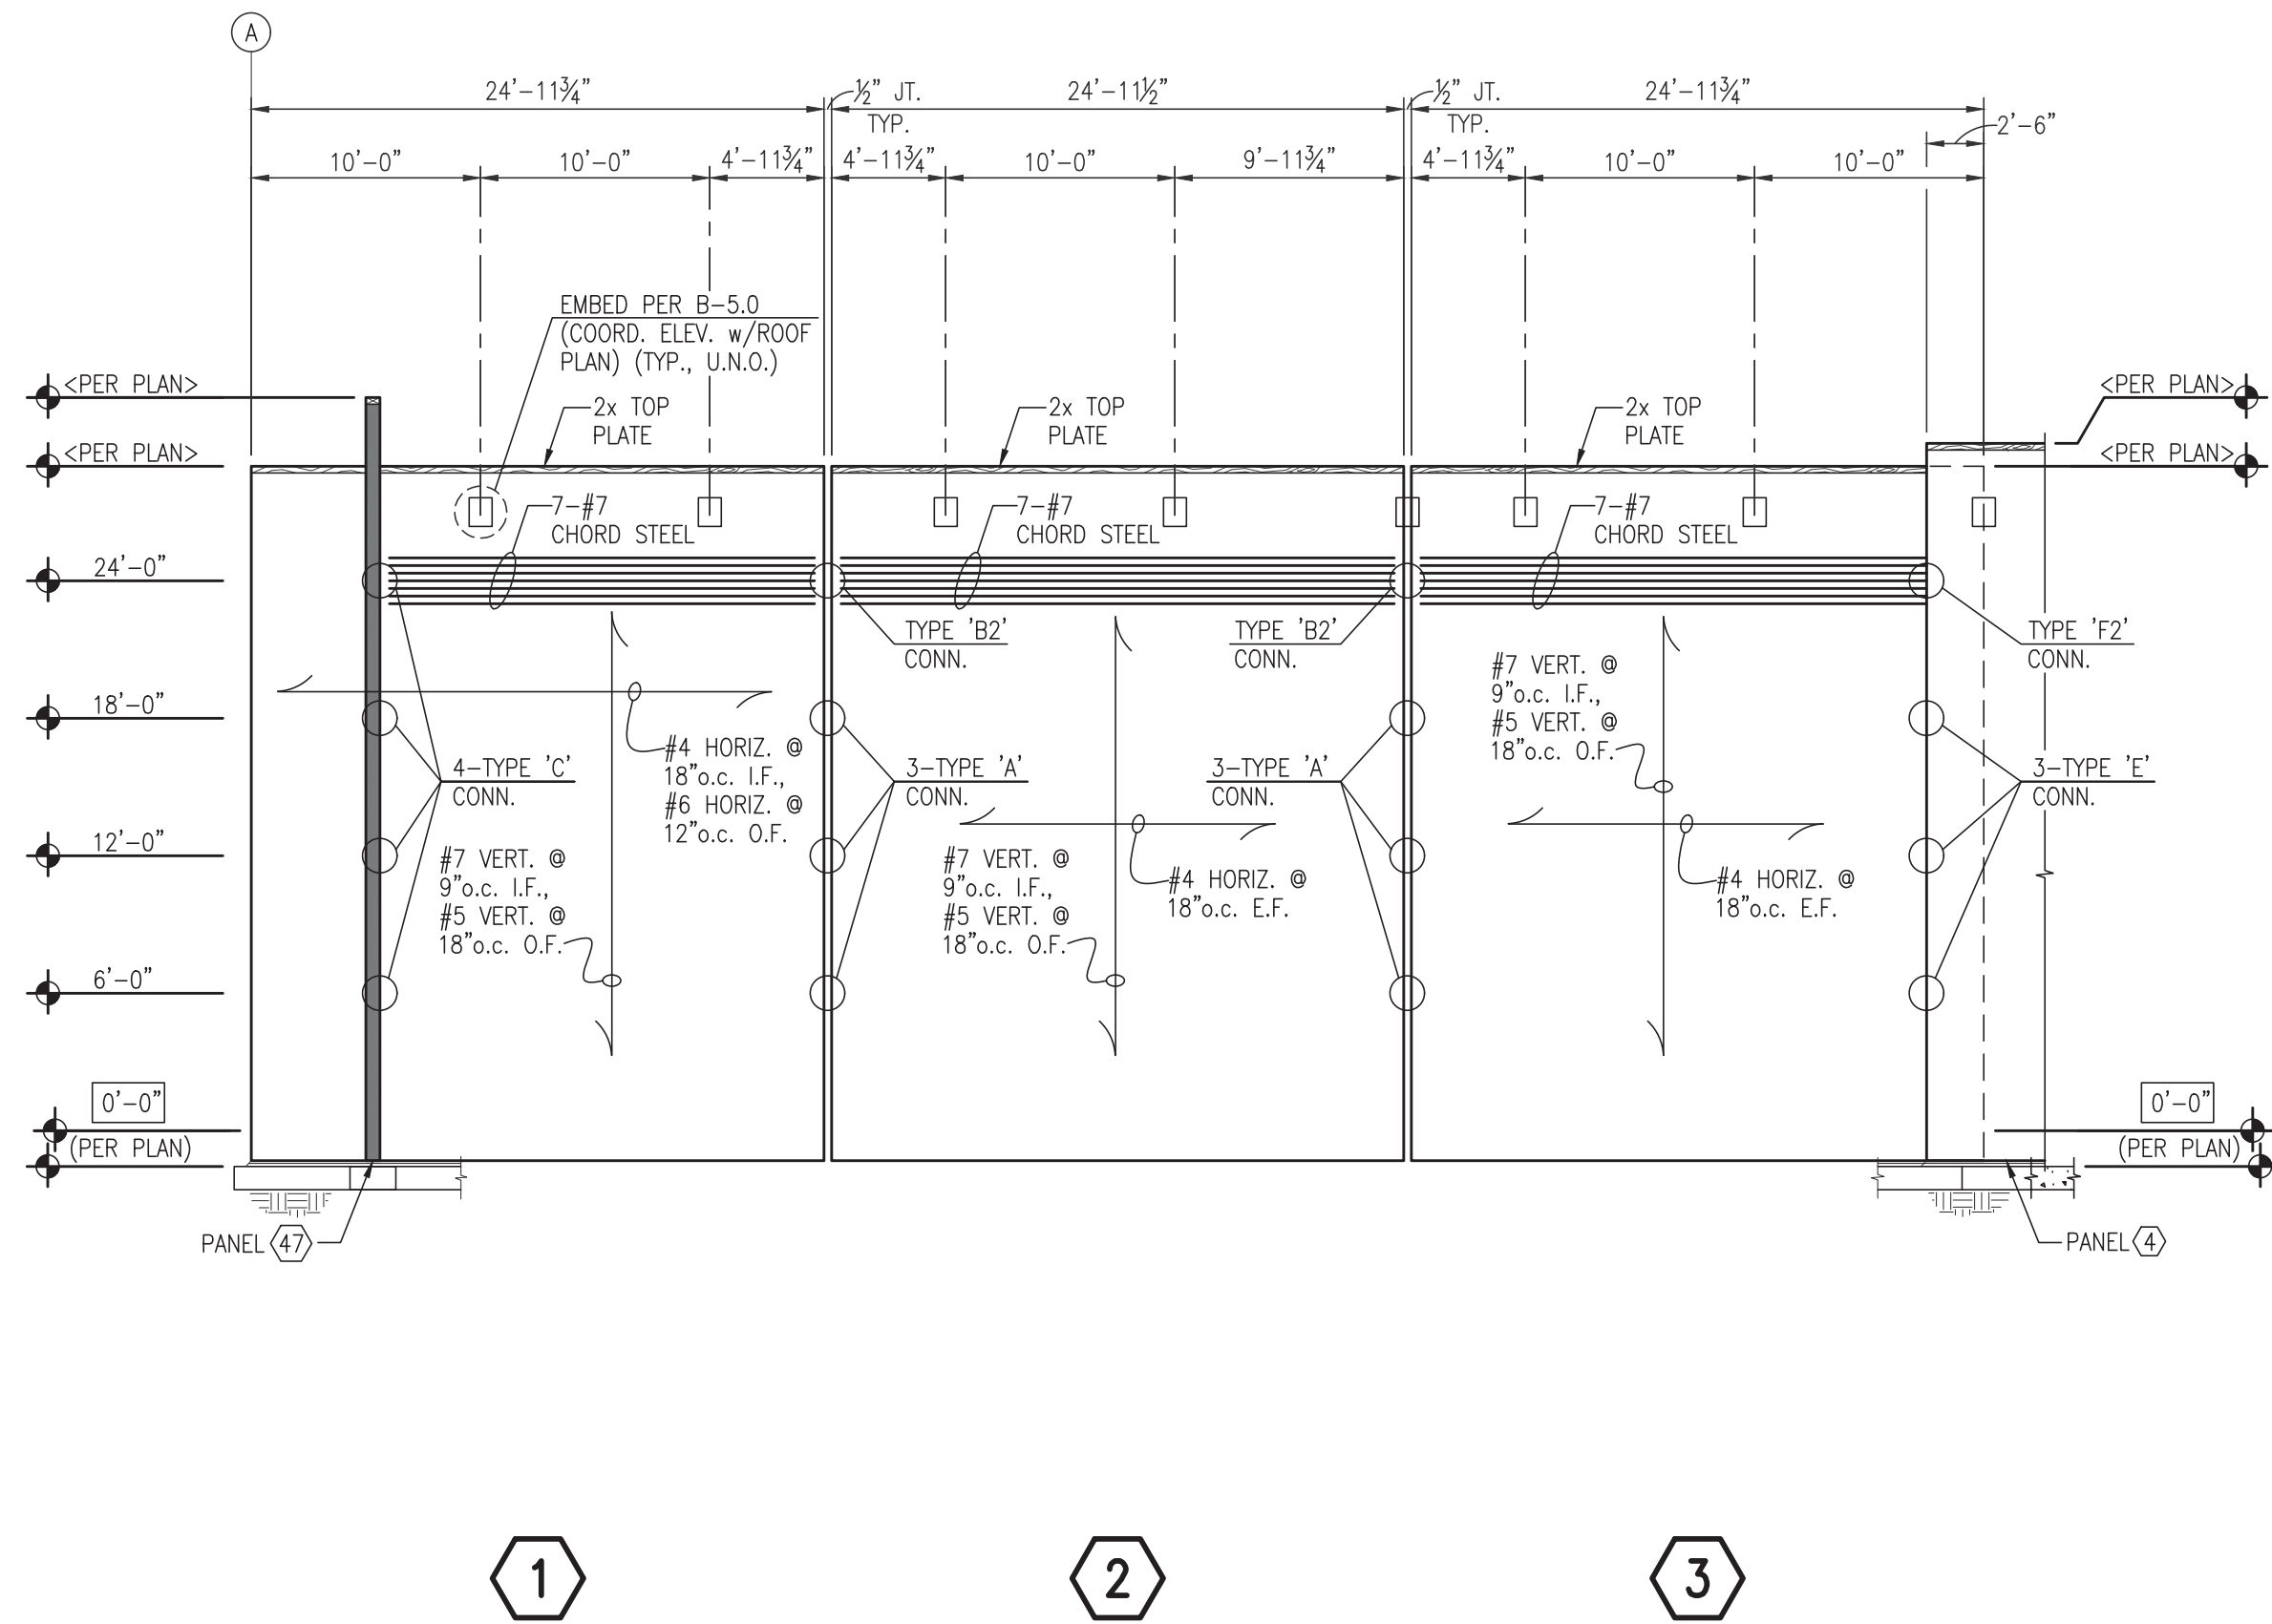 A
24'-11¾"
½" JT.
TYP.
24'-11½"
½" JT.
TYP.
24'-11¾"
2'-6"
10'-0"
10'-0"
4'-11¾"
4'-11¾"
10'-0"
9'-11¾"
4'-11¾"
10'-0"
10'-0"
EMBED PER B-5.0
(COORD. ELEV. w/ROOF
PLAN) (TYP., U.N.O.)
<PER PLAN>
<PER PLAN>
<PER PLAN>
<PER PLAN>
2x TOP
PLATE
2x TOP
PLATE
2x TOP
PLATE
7-#7
CHORD STEEL
7-#7
CHORD STEEL
7-#7
CHORD STEEL
24'-0"
18'-0"
12'-0"
6'-0"
0'-0"
(PER PLAN)
TYPE 'B2'
CONN.
TYPE 'B2'
CONN.
TYPE 'F2'
CONN.
4-TYPE 'C'
CONN.
#4 HORIZ. @
18"o.c. I.F.,
#6 HORIZ. @
12"o.c. O.F.
#7 VERT. @
9"o.c. I.F.,
#5 VERT. @
18"o.c. O.F.
3-TYPE 'A'
CONN.
3-TYPE 'A'
CONN.
#7 VERT. @
9"o.c. I.F.,
#5 VERT. @
18"o.c. O.F.
#4 HORIZ. @
18"o.c. E.F.
#7 VERT. @
9"o.c. I.F.,
#5 VERT. @
18"o.c. O.F.
#4 HORIZ. @
18"o.c. E.F.
3-TYPE 'E'
CONN.
0'-0"
(PER PLAN)
PANEL 47
PANEL 4
1
2
3